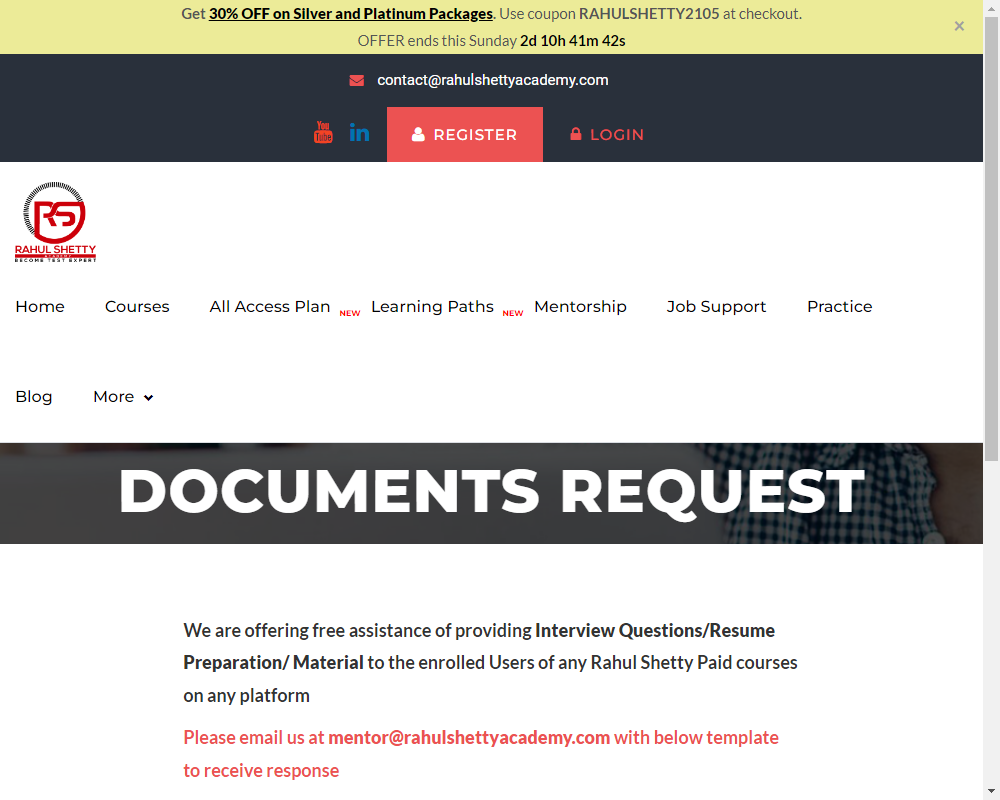 Get 30% OFF on Silver and Platinum Packages. Use coupon RAHULSHETTY2105 at checkout.
OFFER ends this Sunday 2d 10h 41m 42s
×
contact@rahulshettyacademy.com
You Tube in REGISTER LOGIN
RS
RAHUL SHETTY
ACADEMY
BECOME TEST EXPERT
Home Courses All Access Plan NEW Learning Paths NEW Mentorship Job Support Practice
Blog More
DOCUMENTS REQUEST
We are offering free assistance of providing Interview Questions/Resume
Preparation/ Material to the enrolled Users of any Rahul Shetty Paid courses
on any platform
Please email us at mentor@rahulshettyacademy.com with below template
to receive response